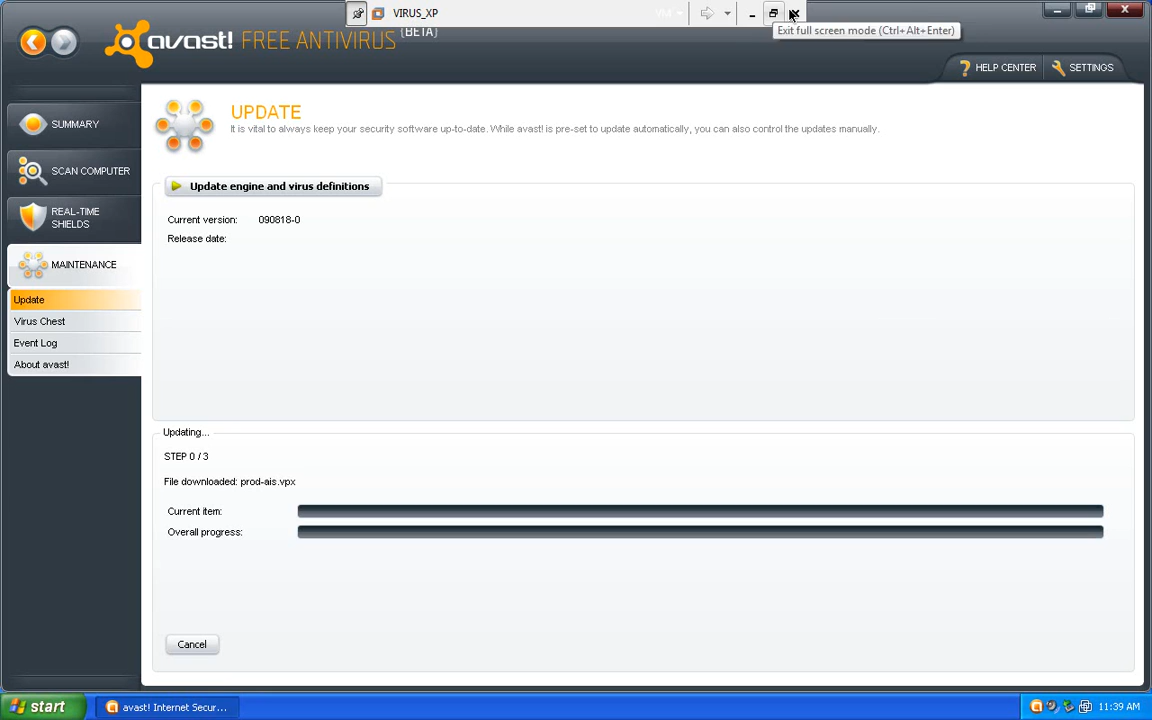 VIRUS_XP
VM
Exit full screen mode (Ctrl+Alt+Enter)
avast! FREE ANTIVIRUS (BETA)
HELP CENTER
SETTINGS
SUMMARY
SCAN COMPUTER
REAL-TIME
SHIELDS
MAINTENANCE
Update
Virus Chest
Event Log
About avast!
UPDATE
It is vital to always keep your security software up-to-date. While avast! is pre-set to update automatically, you can also control the updates manually.
Update engine and virus definitions
Current version: 090818-0
Release date:
Updating...
STEP 0 / 3
File downloaded: prod-ais.vpx
Current item:
Overall progress:
Cancel
start
avast! Internet Secur...
11:39 AM